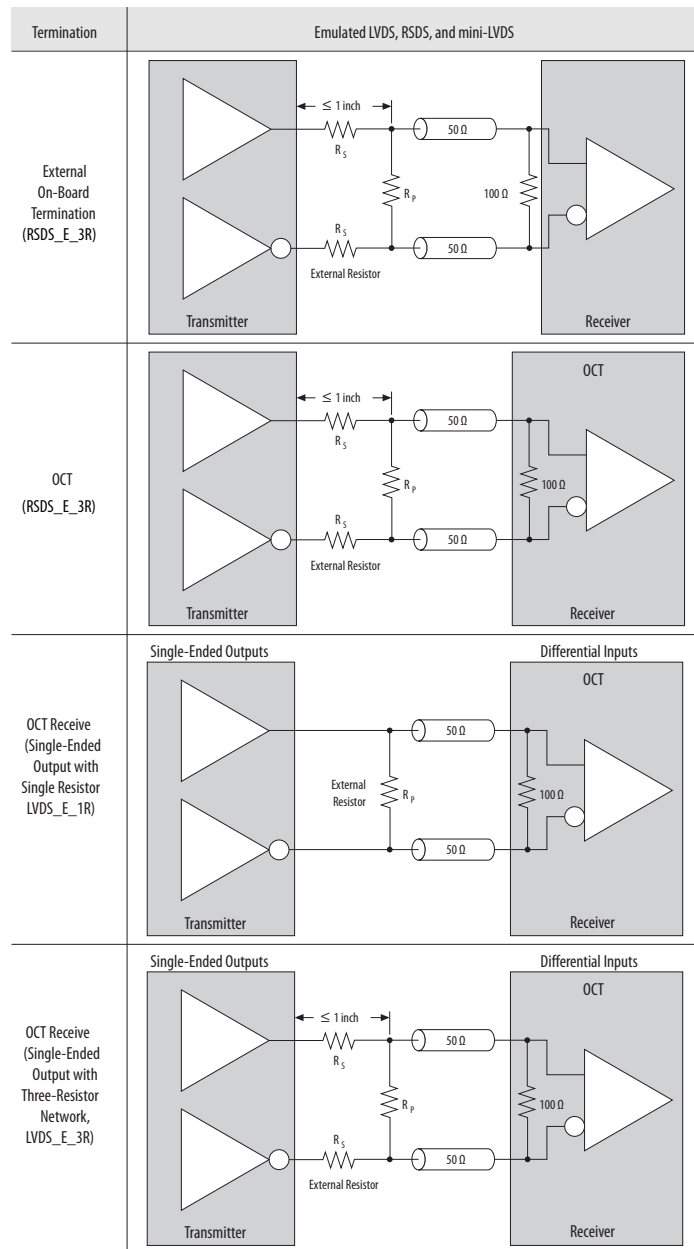 Termination
Emulated LVDS, RSDS, and mini-LVDS
External
On-Board
Termination
(RSDS_E_3R)
≤ 1 inch
50 Ω
R S
R P
100 Ω
R S
50 Ω
External Resistor
Transmitter
Receiver
OCT
(RSDS_E_3R)
OCT
≤ 1 inch
50 Ω
R S
R P
100 Ω
R S
50 Ω
External Resistor
Transmitter
Receiver
OCT Receive
(Single-Ended
Output with
Single Resistor
LVDS_E_1R)
Single-Ended Outputs
Differential Inputs
OCT
50 Ω
External
Resistor
R P
100 Ω
50 Ω
Transmitter
Receiver
OCT Receive
(Single-Ended
Output with
Three-Resistor
Network,
LVDS_E_3R)
Single-Ended Outputs
Differential Inputs
OCT
≤ 1 inch
50 Ω
R S
R P
100 Ω
R S
50 Ω
External Resistor
Transmitter
Receiver